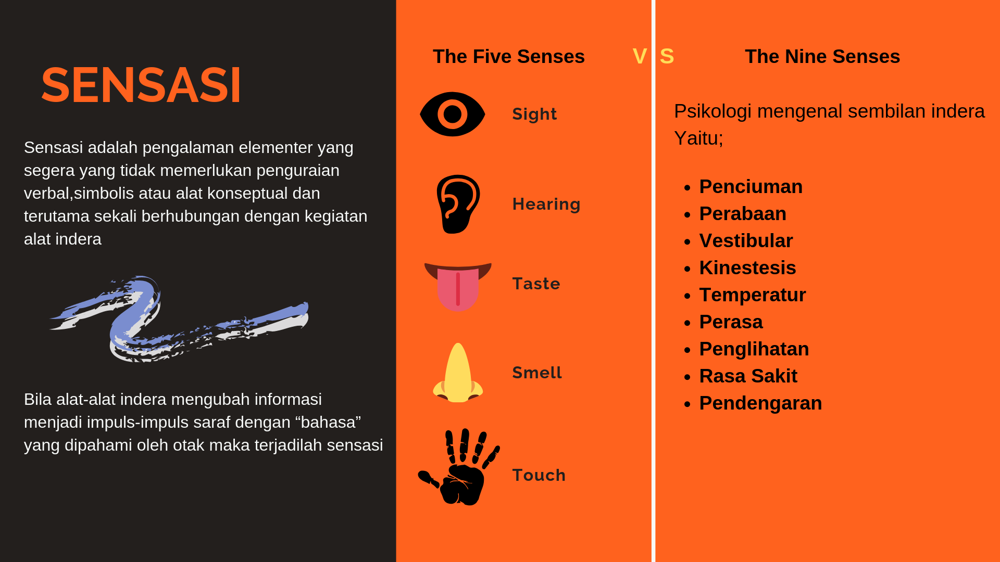 SENSASI
Sensasi adalah pengalaman elementer yang
segera yang tidak memerlukan penguraian
verbal,simbolis atau alat konseptual dan
terutama sekali berhubungan dengan kegiatan
alat indera
Bila alat-alat indera mengubah informasi
menjadi impuls-impuls saraf dengan “bahasa”
yang dipahami oleh otak maka terjadilah sensasi
The Five Senses
V S
The Nine Senses
Sight
Hearing
Taste
Smell
Touch
Psikologi mengenal sembilan indera
Yaitu;
• Penciuman
• Perabaan
• Vestibular
• Kinestesis
• Temperatur
• Perasa
• Penglihatan
• Rasa Sakit
• Pendengaran